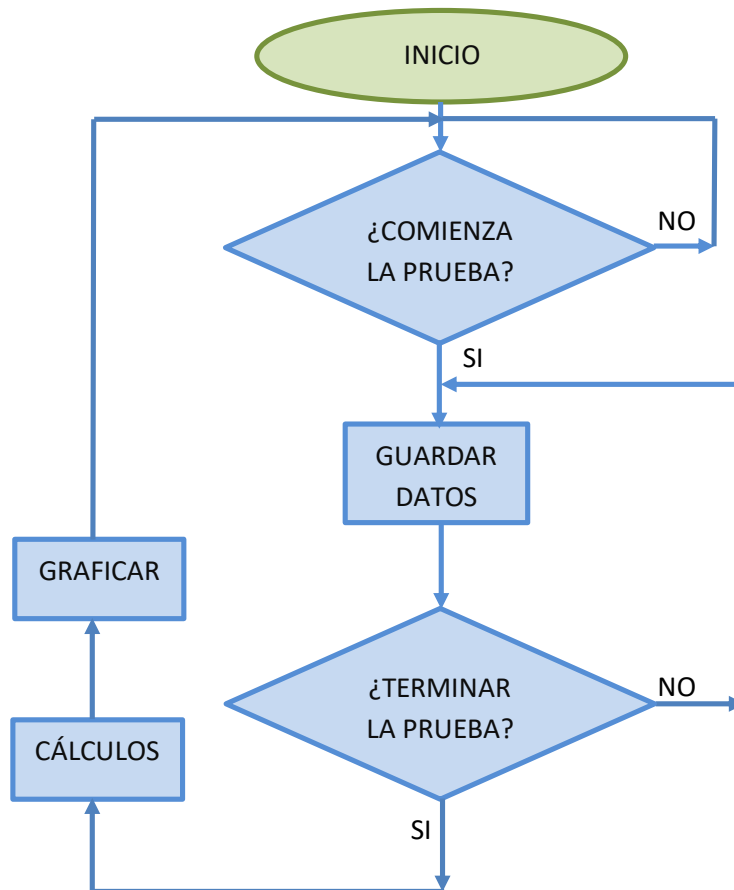 INICIO
¿COMIENZA
LA PRUEBA?
NO
SI
GUARDAR
DATOS
GRAFICAR
¿TERMINAR
LA PRUEBA?
NO
CÁLCULOS
SI